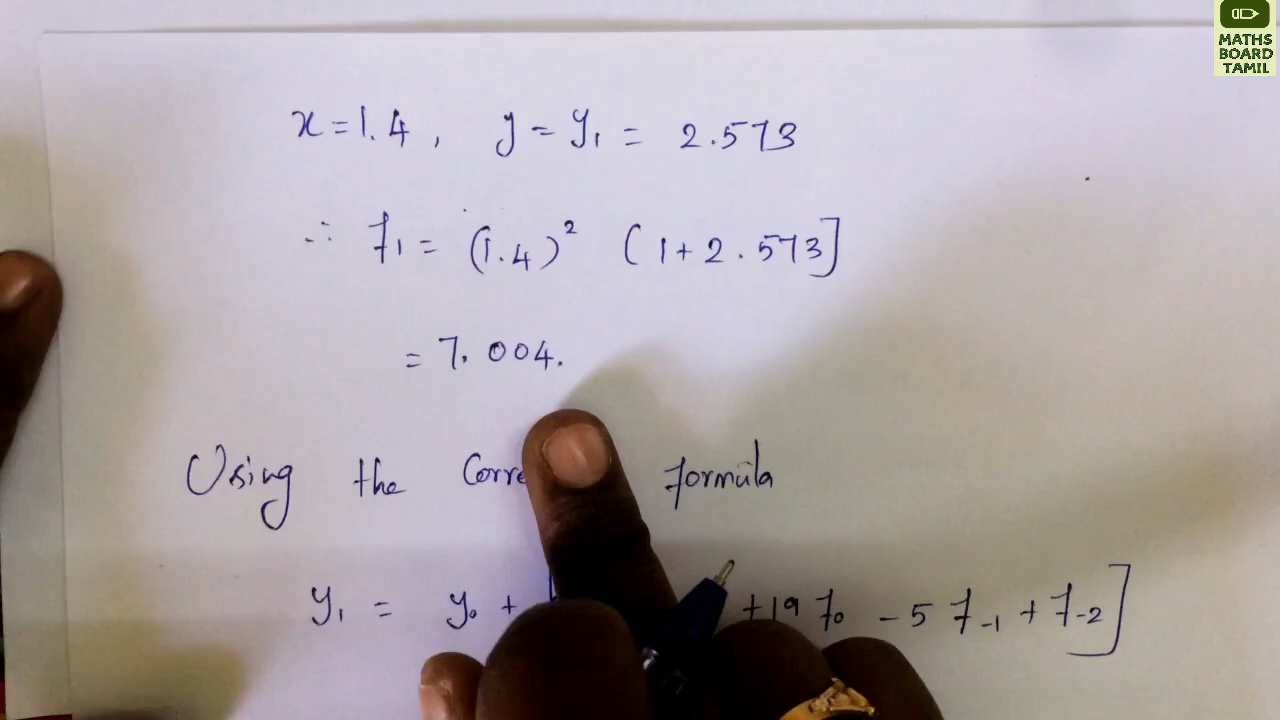 MATHS
BOARD
TAMIL
x = 1.4, y = y₁ = 2.573
∴ f₁ = (1.4)² (1 + 2.573]
= 7.004.
Using the formula
y₁ = y₀ + + 19 f₀ - 5 f₋₁ + f₋₂]